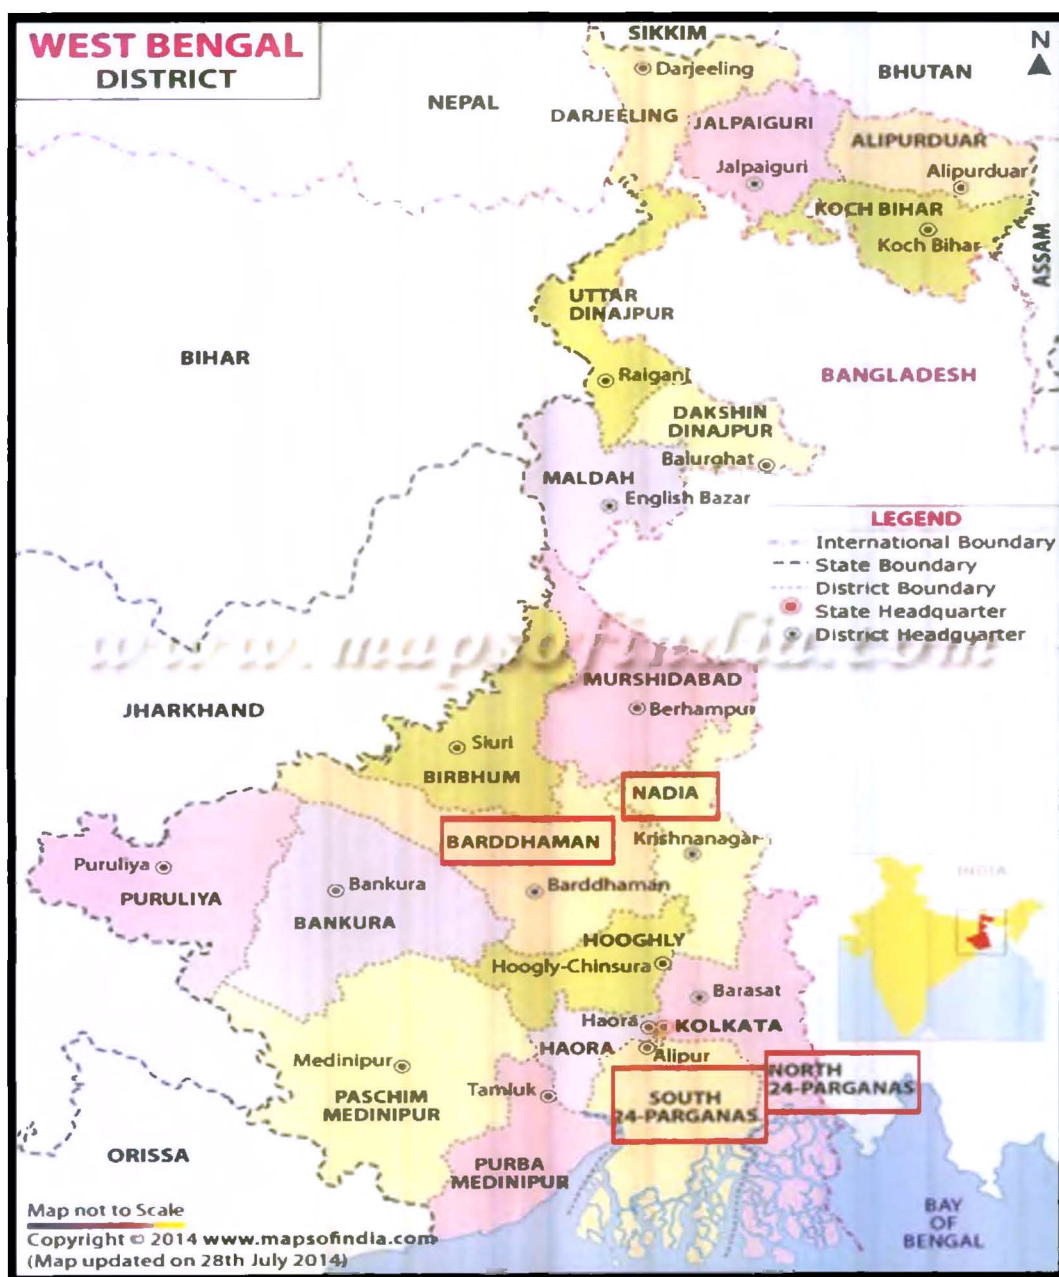 WEST BENGAL
DISTRICT
SIKKIM
N
Darjeeling
BHUTAN
NEPAL
DARJEELING
JALPAIGURI
ALIPURDUAR
Jalpaiguri
Alipurduar
KOCH BIHAR
Koch Bihar
ASSAM
UTTAR
DINAJPUR
BIHAR
Raiganj
BANGLADESH
DAKSHIN
DINAJPUR
Balurghat
MALDAH
English Bazar
LEGEND
International Boundary
State Boundary
District Boundary
State Headquarter
District Headquarter
www.mapsofindia.com
MURSHIDABAD
Berhampur
JHARKHAND
Siuri
BIRBHUM
NADIA
BARDDHAMAN
Krishnanagar
Puruliya
PURULIYA
Bankura
BANKURA
Barddhaman
INDIA
HOOGHLY
Hoogly-Chinsura
Barasat
Haora
KOLKATA
HAORA
Alipur
Medinipur
PASCHIM
MEDINIPUR
Tamluk
SOUTH
24-PARGANAS
NORTH
24-PARGANAS
ORISSA
PURBA
MEDINIPUR
BAY
OF
BENGAL
Map not to Scale
Copyright © 2014 www.mapsofindia.com
(Map updated on 28th July 2014)